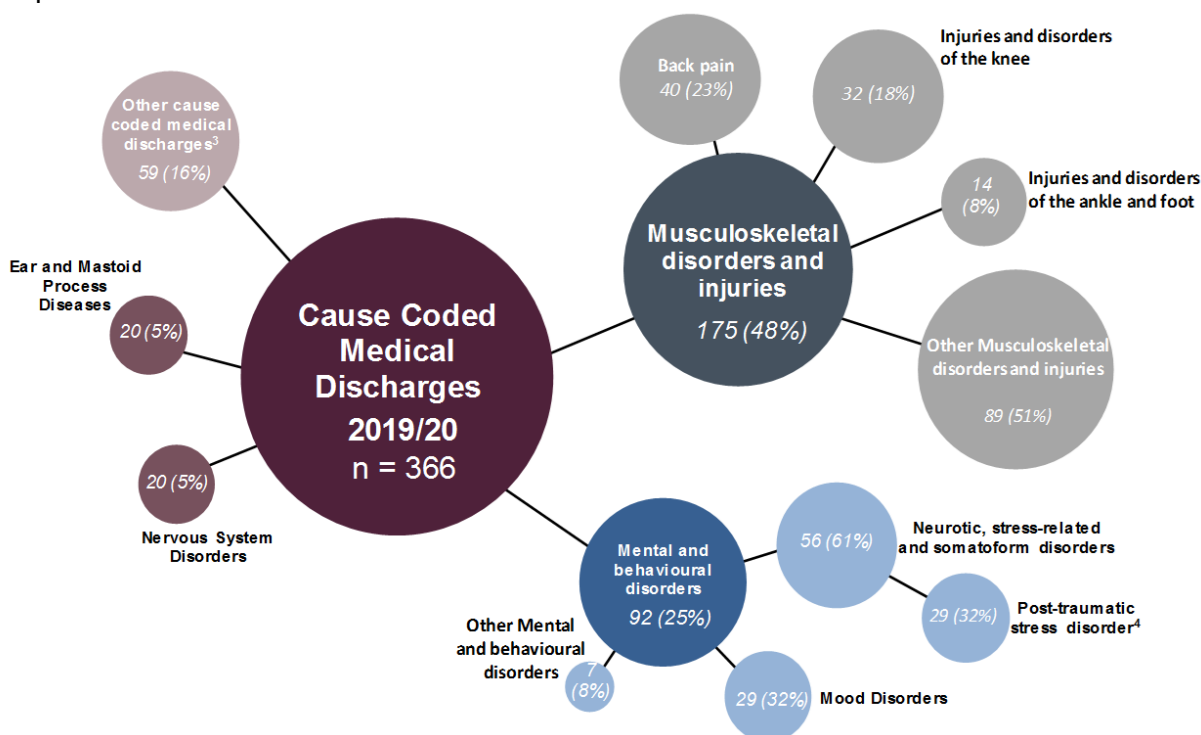 Back pain
40 (23%)
Injuries and disorders
of the knee
32 (18%)
Other cause
coded medical
discharges³
59 (16%)
14
(8%)
Injuries and disorders
of the ankle and foot
Musculoskeletal
disorders and
injuries
175 (48%)
Ear and Mastoid
Process
Diseases
20 (5%)
Cause Coded
Medical
Discharges
2019/20
n = 366
Other Musculoskeletal
disorders and injuries
89 (51%)
20 (5%)
Nervous System
Disorders
Mental and
behavioural
disorders
92 (25%)
56 (61%)
Neurotic, stress-related
and somatoform disorders
29 (32%)
Post-traumatic
stress disorder⁴
Other Mental
and behavioural
disorders
7
(8%)
29 (32%)
Mood Disorders